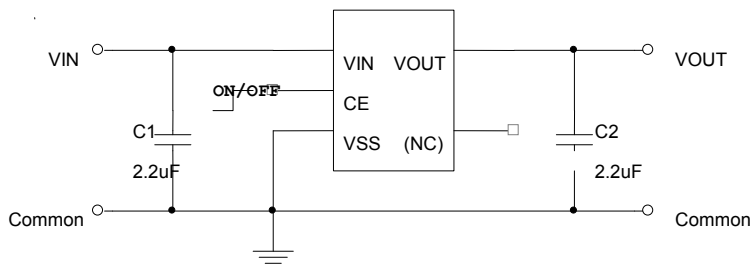 VIN
VIN VOUT
VOUT
ON/OFF
CE
C1
VSS (NC)
C2
2.2uF
2.2uF
Common
Common